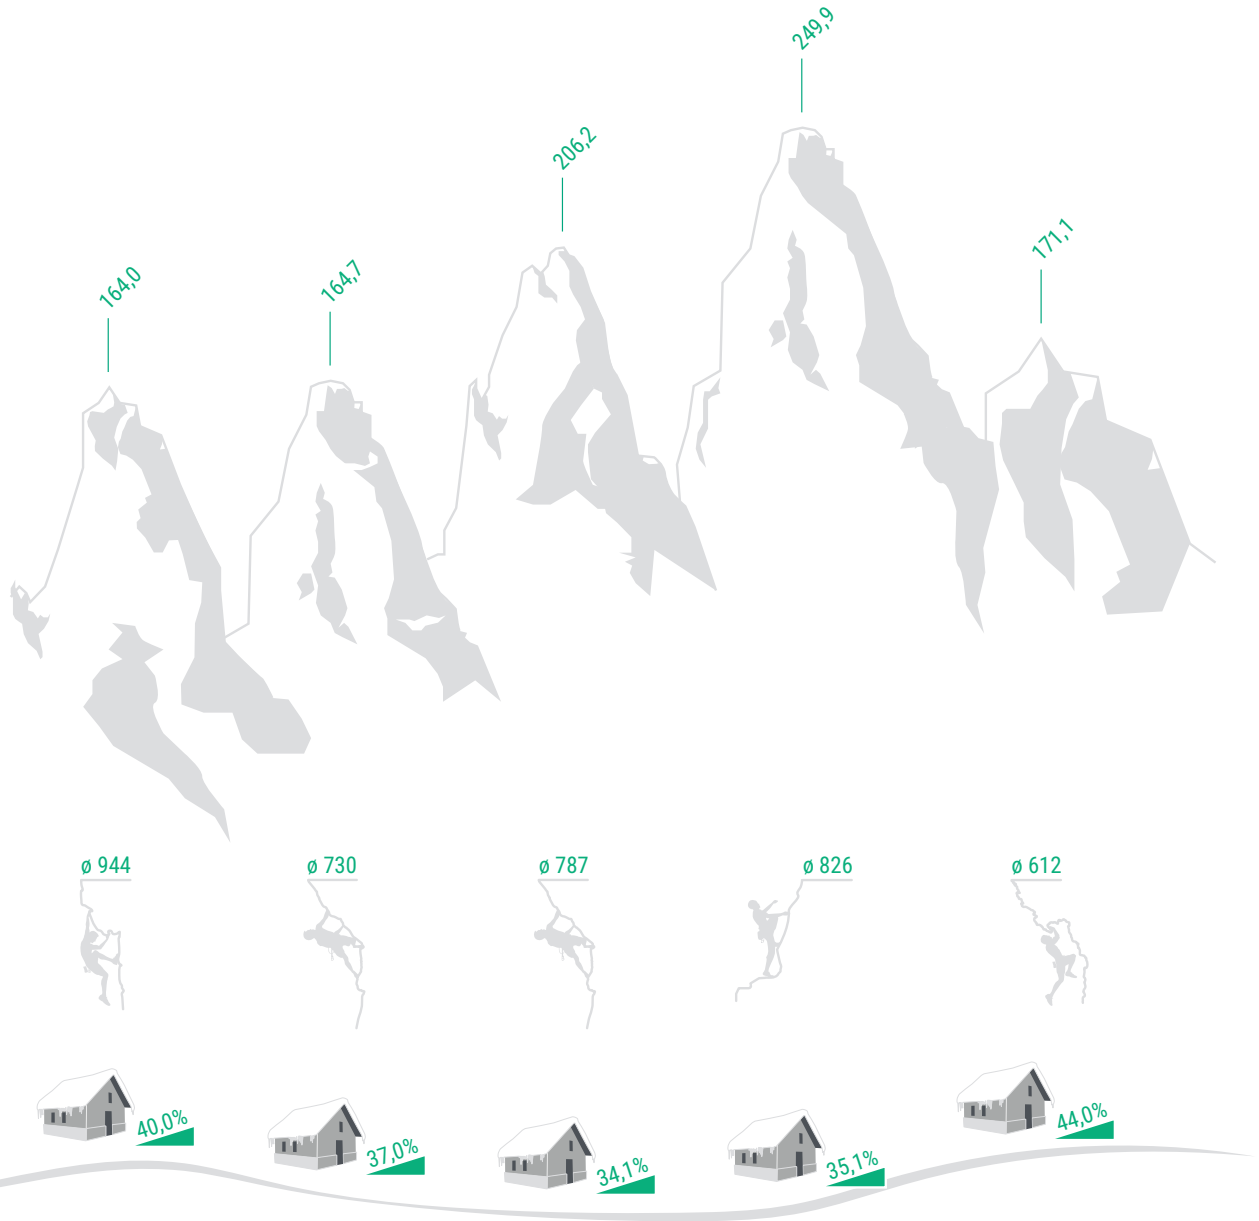 164,0
164,7
206,2
249,9
171,1
ø 944
ø 730
ø 787
ø 826
ø 612
40,0%
37,0%
34,1%
35,1%
44,0%